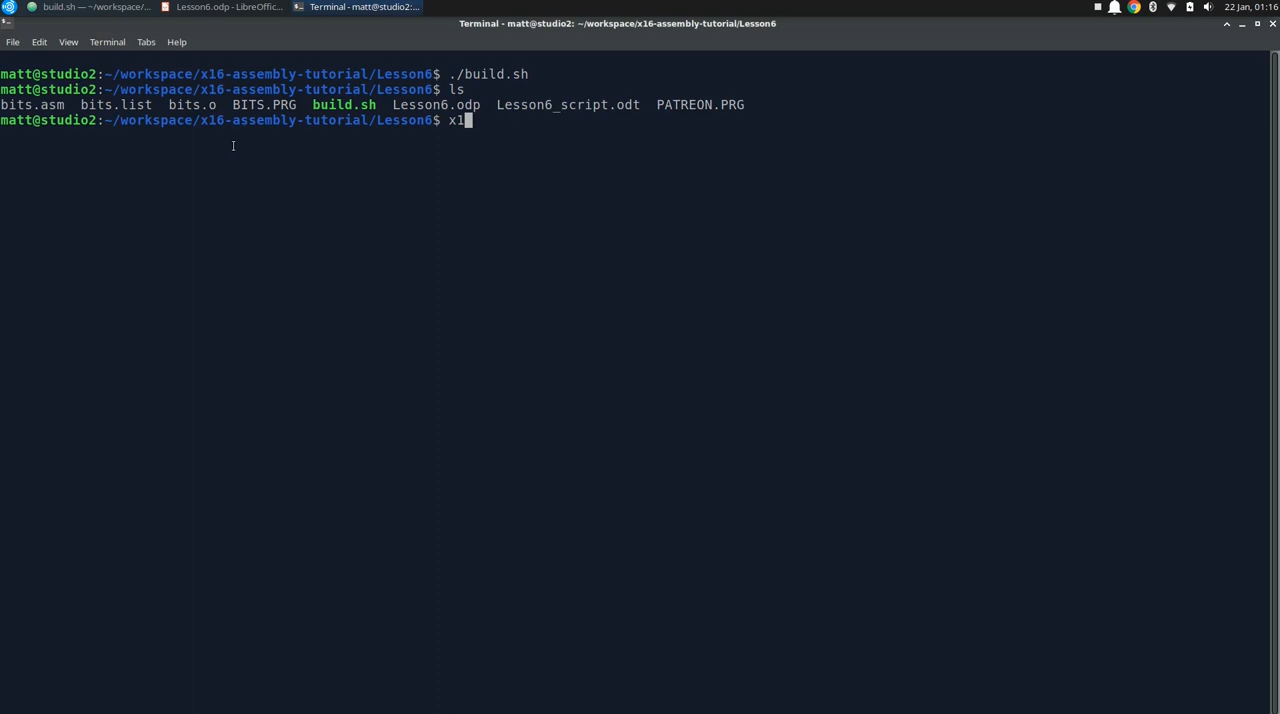 build.sh — ~/workspace/... Lesson6.odp - LibreOffic... Terminal - matt@studio2:... 22 Jan, 01:16
Terminal - matt@studio2: ~/workspace/x16-assembly-tutorial/Lesson6
File Edit View Terminal Tabs Help
matt@studio2:~/workspace/x16-assembly-tutorial/Lesson6$ ./build.sh
matt@studio2:~/workspace/x16-assembly-tutorial/Lesson6$ ls
bits.asm bits.list bits.o BITS.PRG build.sh Lesson6.odp Lesson6_script.odt PATREON.PRG
matt@studio2:~/workspace/x16-assembly-tutorial/Lesson6$ x1